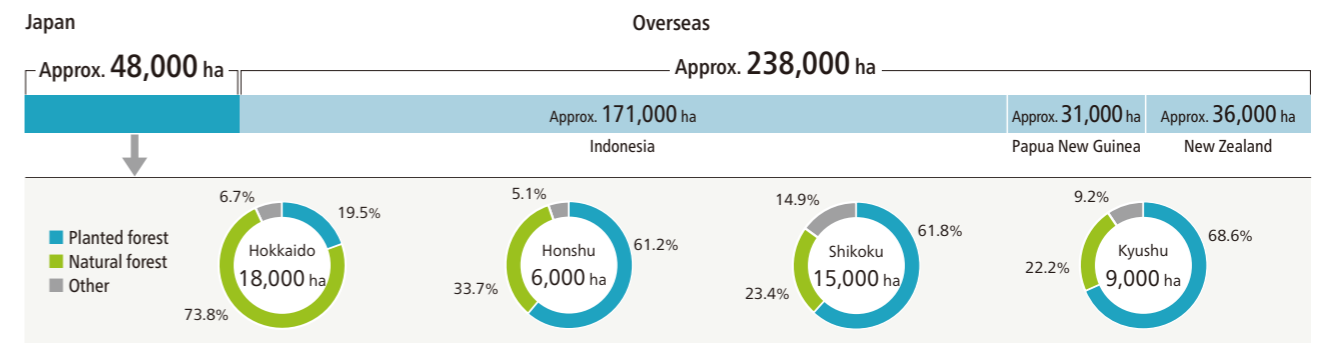 Japan
Overseas
Approx. 48,000 ha
Approx. 238,000 ha
Approx. 171,000 ha
Approx. 31,000 ha
Approx. 36,000 ha
Indonesia
Papua New Guinea
New Zealand
Planted forest
Natural forest
Other
6.7%
19.5%
Hokkaido
18,000 ha
73.8%
5.1%
61.2%
Honshu
6,000 ha
33.7%
14.9%
61.8%
Shikoku
15,000 ha
23.4%
9.2%
68.6%
Kyushu
9,000 ha
22.2%